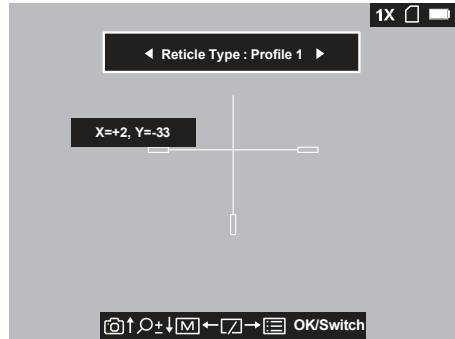 1X
◀ Reticle Type : Profile 1 ▶
X=+2, Y=-33
↑ ± ↓ M ← → OK/Switch